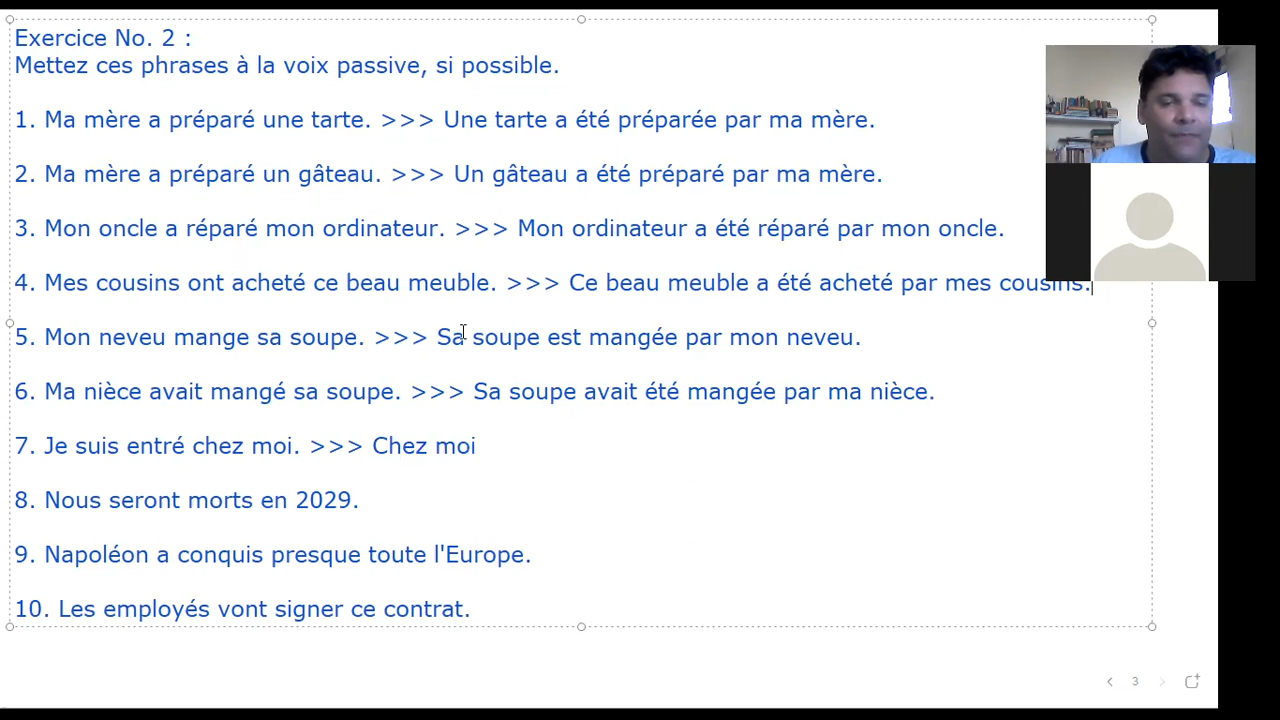 Exercice No. 2 :
Mettez ces phrases à la voix passive, si possible.
1. Ma mère a préparé une tarte. >>> Une tarte a été préparée par ma mère.
2. Ma mère a préparé un gâteau. >>> Un gâteau a été préparé par ma mère.
3. Mon oncle a réparé mon ordinateur. >>> Mon ordinateur a été réparé par mon oncle.
4. Mes cousins ont acheté ce beau meuble. >>> Ce beau meuble a été acheté par mes cousins.
5. Mon neveu mange sa soupe. >>> Sa soupe est mangée par mon neveu.
6. Ma nièce avait mangé sa soupe. >>> Sa soupe avait été mangée par ma nièce.
7. Je suis entré chez moi. >>> Chez moi
8. Nous seront morts en 2029.
9. Napoléon a conquis presque toute l'Europe.
10. Les employés vont signer ce contrat.
3